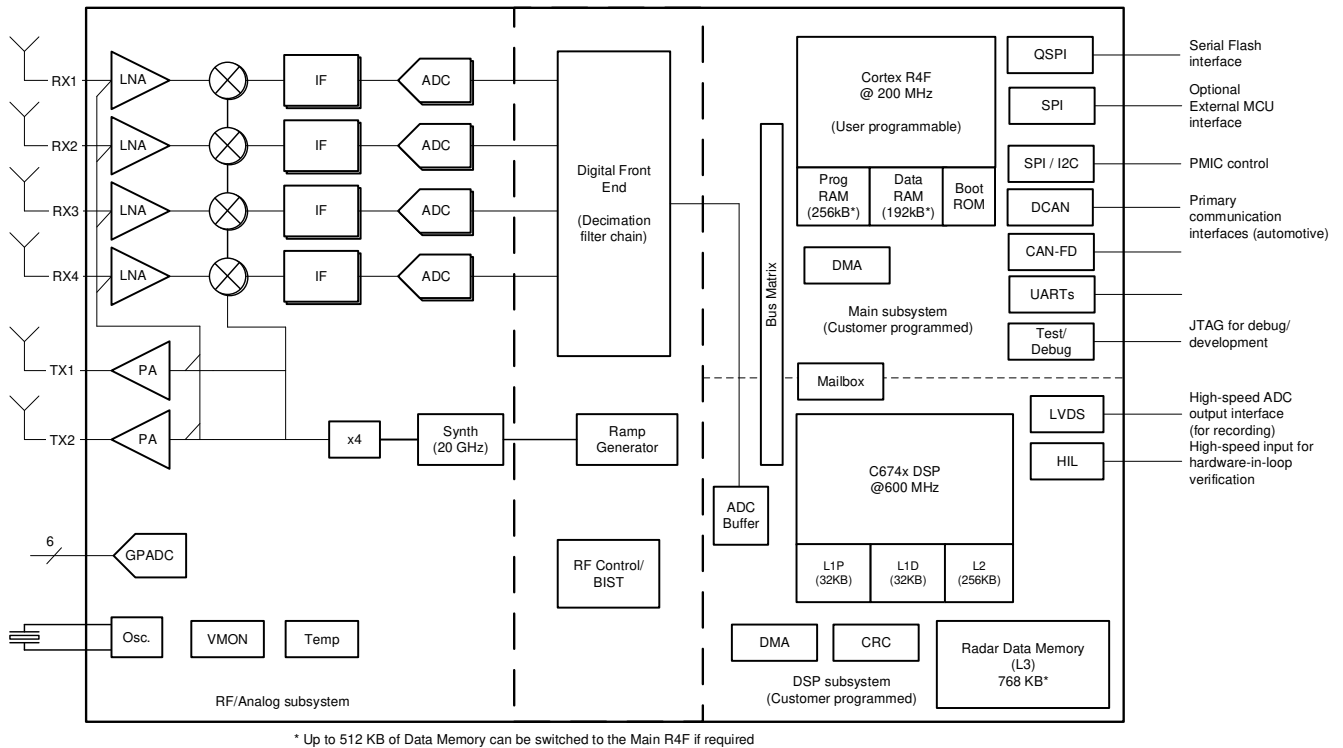 RX1
LNA
IF
ADC
RX2
LNA
IF
ADC
RX3
LNA
IF
ADC
RX4
LNA
IF
ADC
TX1
PA
TX2
PA
x4
Synth
(20 GHz)
Ramp
Generator
Digital Front
End
(Decimation
filter chain)
6
GPADC
Osc.
VMON
Temp
RF Control/
BIST
RF/Analog subsystem
Bus Matrix
ADC
Buffer
Cortex R4F
@ 200 MHz
(User programmable)
Prog
RAM
(256kB*)
Data
RAM
(192kB*)
Boot
ROM
DMA
Main subsystem
(Customer programmed)
Mailbox
QSPI
Serial Flash
interface
SPI
Optional
External MCU
interface
SPI / I2C
PMIC control
DCAN
Primary
communication
interfaces (automotive)
CAN-FD
UARTs
Test/
Debug
JTAG for debug/
development
LVDS
High-speed ADC
output interface
(for recording)
HIL
High-speed input for
hardware-in-loop
verification
C674x DSP
@600 MHz
L1P
(32KB)
L1D
(32KB)
L2
(256KB)
DMA
CRC
Radar Data Memory
(L3)
768 KB*
DSP subsystem
(Customer programmed)
* Up to 512 KB of Data Memory can be switched to the Main R4F if required